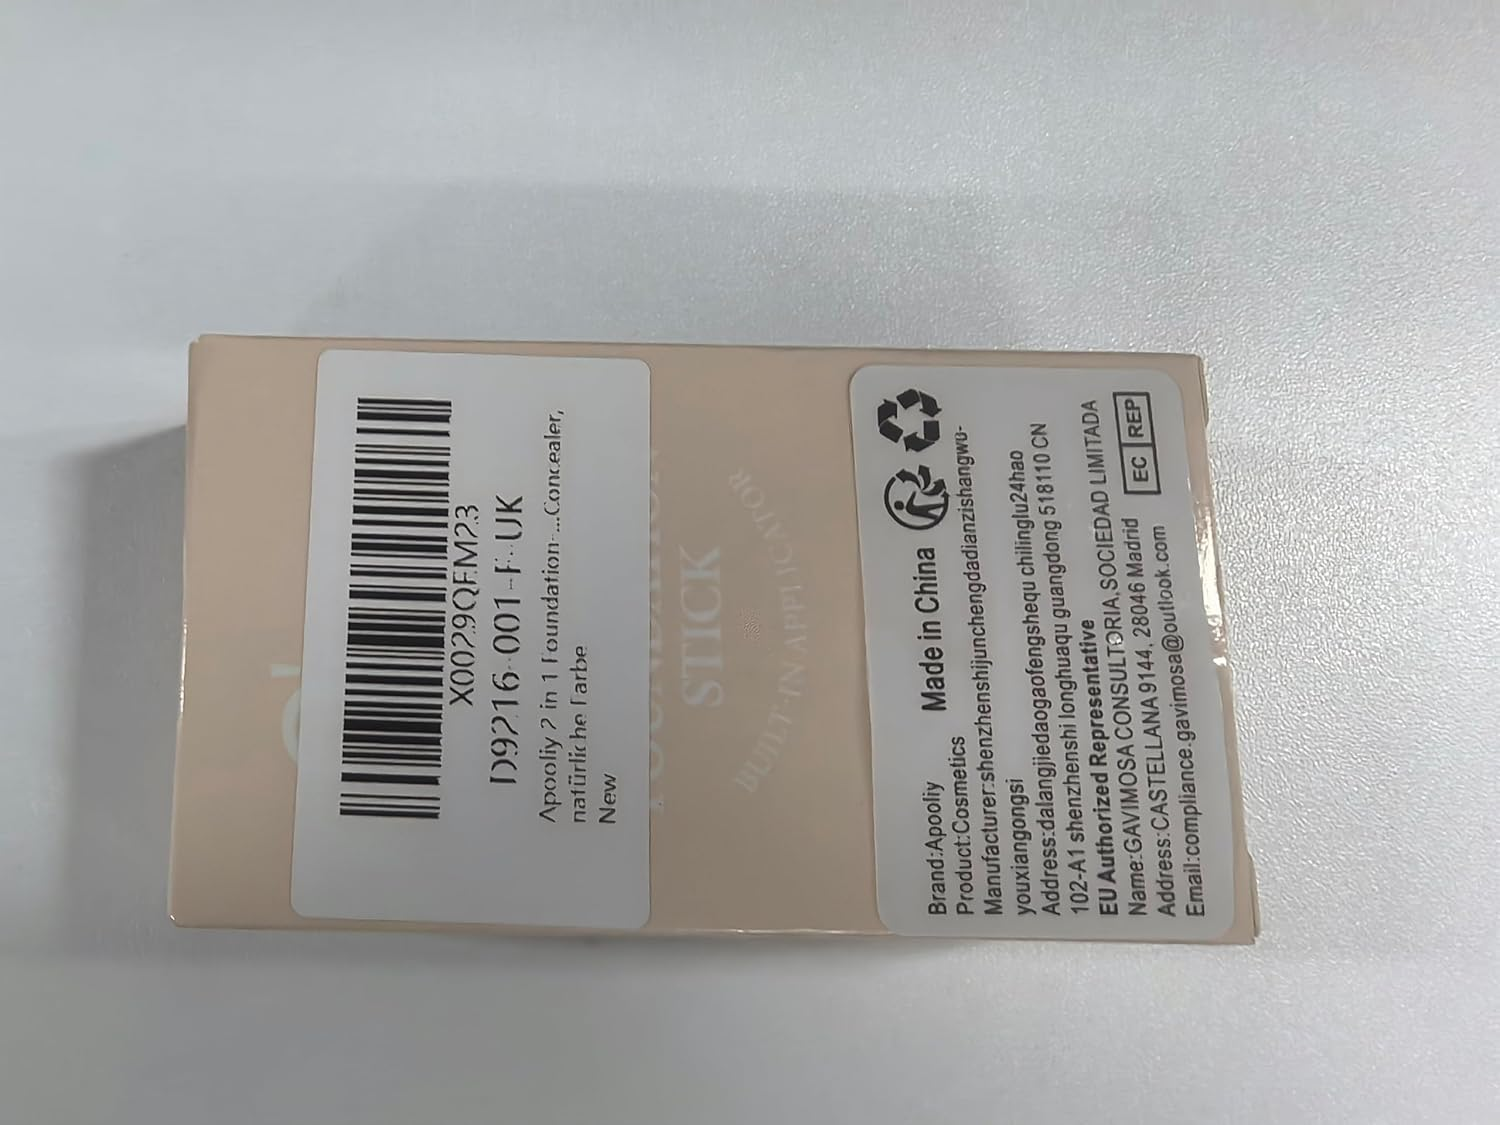 X0029QFM23
D9216-001-F-UK
Apooliy 2 in 1 Foundation-...Concealer,
natürliche Farbe
New
FOUNDATION
STICK
BUILT-IN APPLICATOR
Made in China
Brand:Apooliy
Product:Cosmetics
Manufacturer:shenzhenshijunchengdadianzishangwu-
youxiangongsi
Address:dalangjiedaogaofengshequ chilinglu24hao
102-A1 shenzhenshi longhuaqu guangdong 518110 CN
EU Authorized Representative
Name:GAVIMOSA CONSULTORIA,SOCIEDAD LIMITADA
Address:CASTELLANA 9144, 28046 Madrid
Email:compliance.gavimosa@outlook.com
EC REP